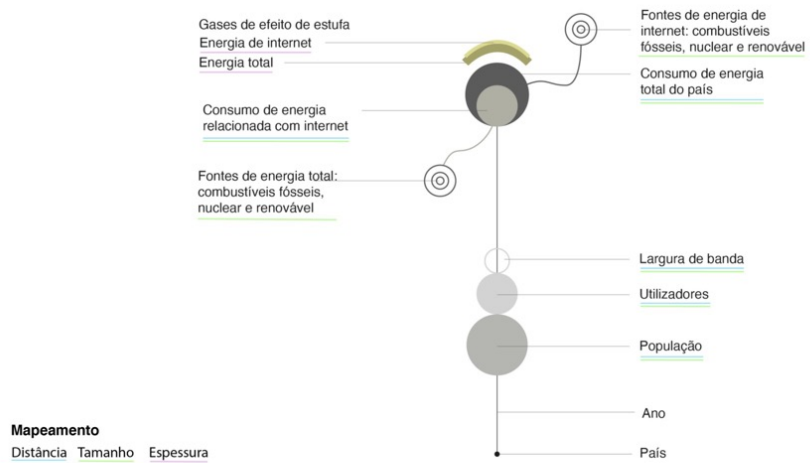 Gases de efeito de estufa
Energia de internet
Energia total
Consumo de energia
relacionada com internet
Fontes de energia total:
combustíveis fósseis,
nuclear e renovável
Fontes de energia de
internet: combustíveis
fósseis, nuclear e renovável
Consumo de energia
total do país
Largura de banda
Utilizadores
População
Ano
País
Mapeamento
Distância Tamanho Espessura